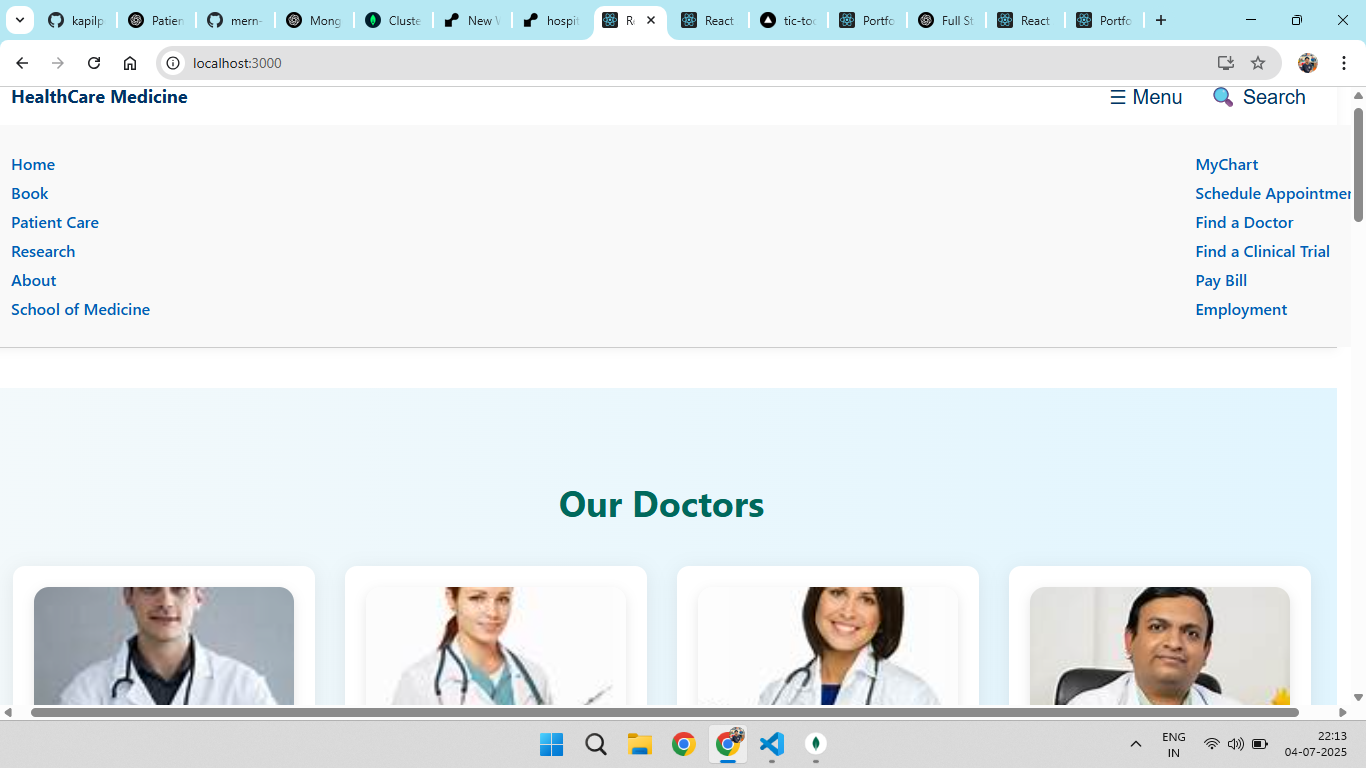 kapilp
Patien
mern-
Mong
Cluste
New W
hospit
Re
React
tic-toc
Portfo
Full St
React
Portfo
localhost:3000
HealthCare Medicine
☰ Menu
Search
Home
Book
Patient Care
Research
About
School of Medicine
MyChart
Schedule Appointmen
Find a Doctor
Find a Clinical Trial
Pay Bill
Employment
Our Doctors
ENG
IN
22:13
04-07-2025